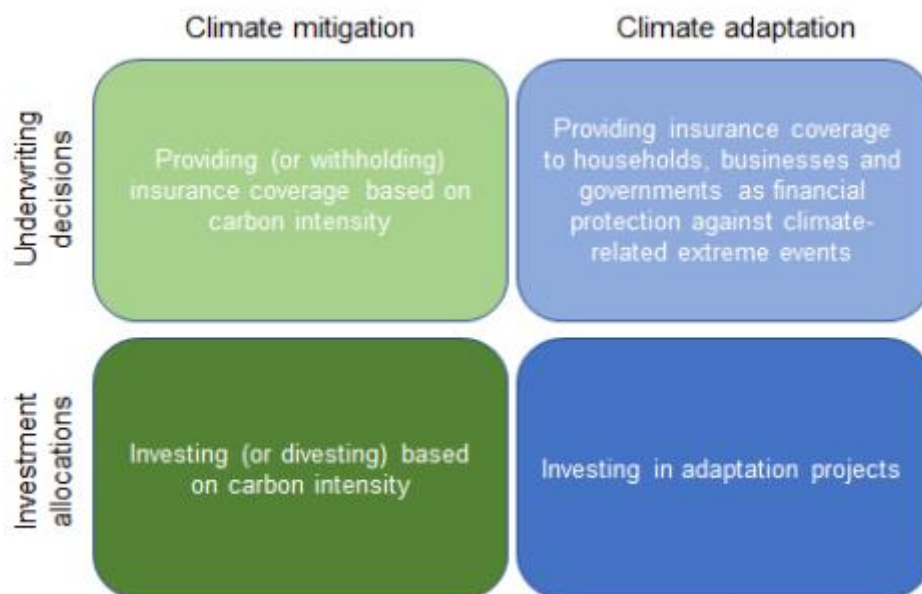 Climate mitigation
Climate adaptation
Underwriting
decisions
Providing (or withholding)
insurance coverage based on
carbon intensity
Providing insurance coverage
to households, businesses and
governments as financial
protection against climate-
related extreme events
Investment
allocations
Investing (or divesting) based
on carbon intensity
Investing in adaptation projects